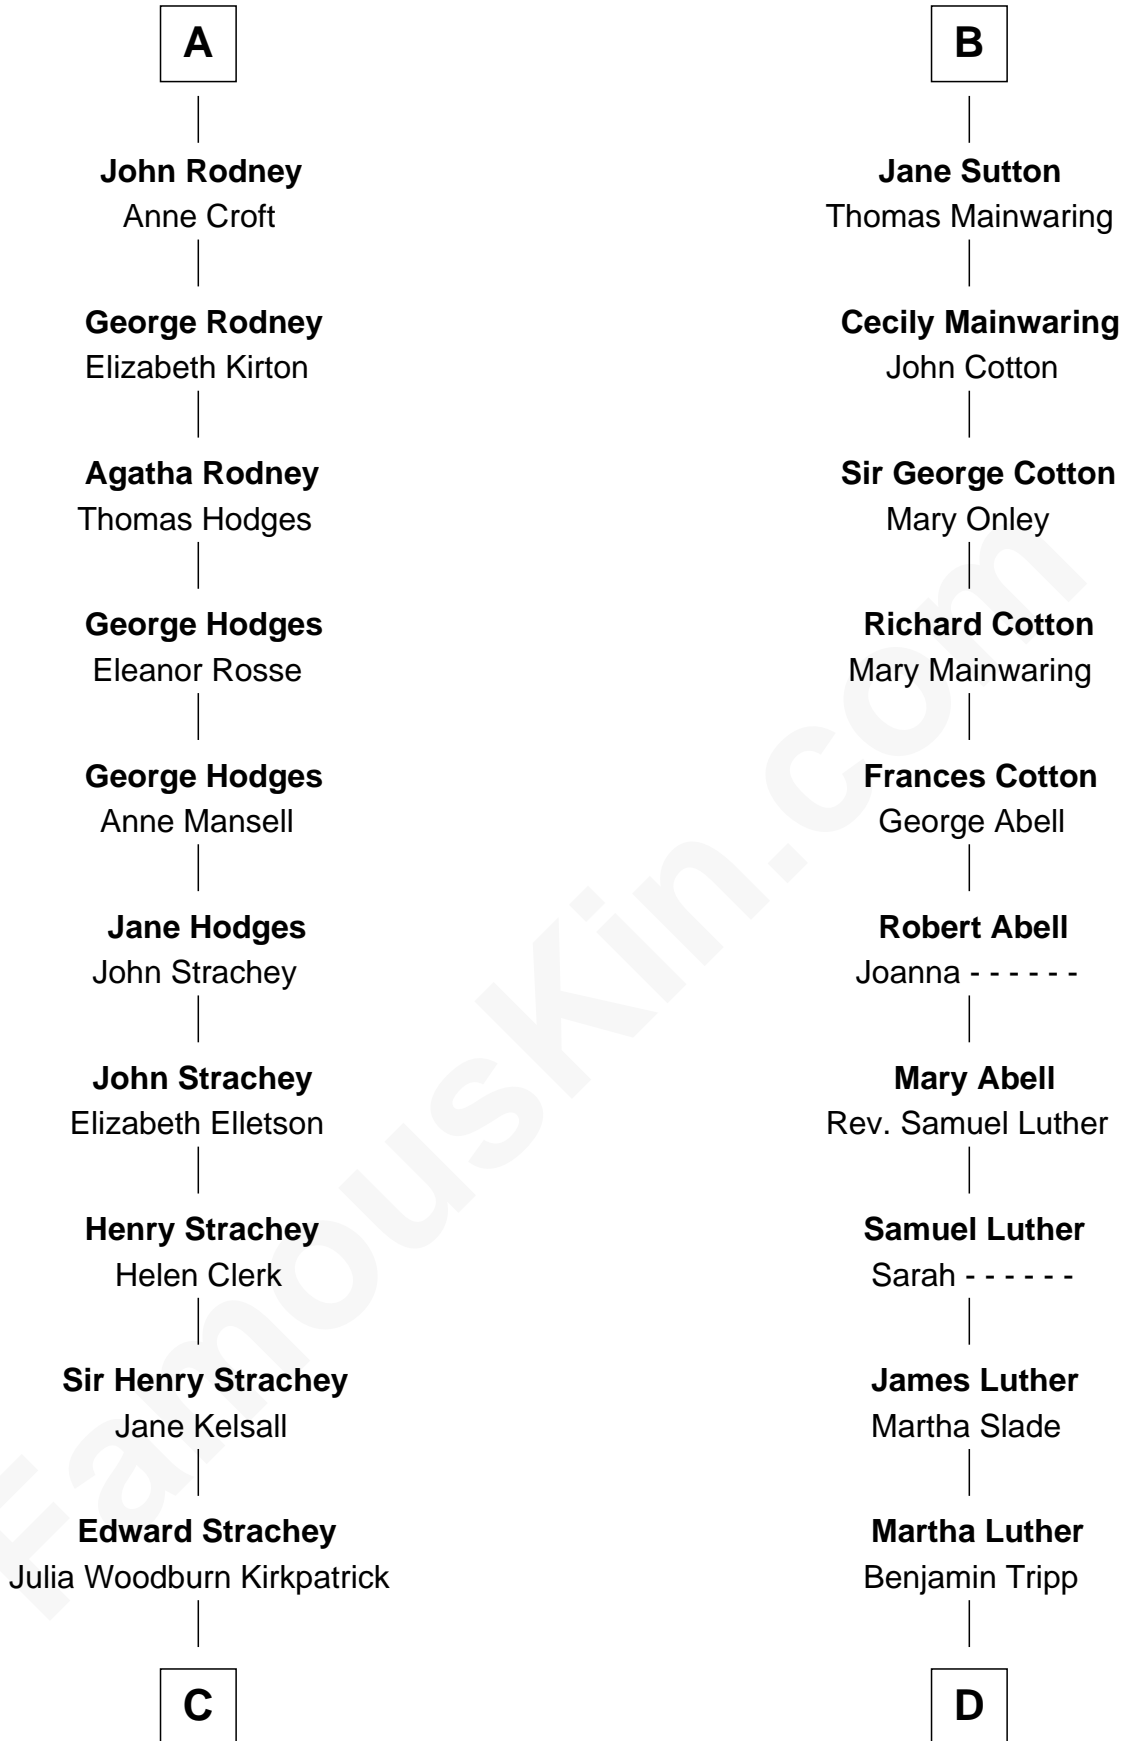 A
John Rodney
Anne Croft
George Rodney
Elizabeth Kirton
Agatha Rodney
Thomas Hodges
George Hodges
Eleanor Rosse
George Hodges
Anne Mansell
Jane Hodges
John Strachey
John Strachey
Elizabeth Elletson
Henry Strachey
Helen Clerk
Sir Henry Strachey
Jane Kelsall
Edward Strachey
Julia Woodburn Kirkpatrick
C
B
Jane Sutton
Thomas Mainwaring
Cecily Mainwaring
John Cotton
Sir George Cotton
Mary Onley
Richard Cotton
Mary Mainwaring
Frances Cotton
George Abell
Robert Abell
Joanna - - - - - -
Mary Abell
Rev. Samuel Luther
Samuel Luther
Sarah - - - - - -
James Luther
Martha Slade
Martha Luther
Benjamin Tripp
D
FamousKin.com